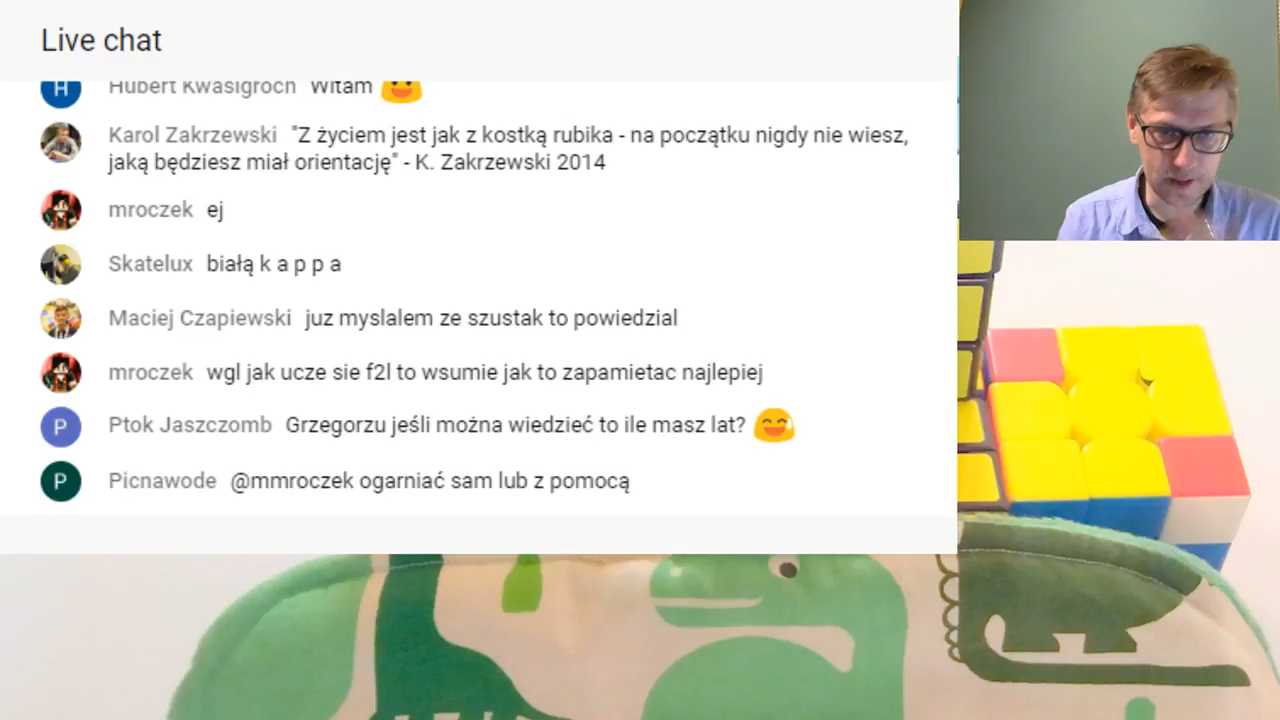 Live chat
H Hubert Kwasigroch Witam
Karol Zakrzewski "Z życiem jest jak z kostką rubika - na początku nigdy nie wiesz,
jaką będziesz miał orientację" - K. Zakrzewski 2014
mroczek ej
Skatelux białą k a p p a
Maciej Czapiewski juz myslalem ze szustak to powiedzial
mroczek wgl jak ucze sie f2l to wsumie jak to zapamietac najlepiej
P Ptok Jaszczomb Grzegorzu jeśli można wiedzieć to ile masz lat?
P Picnawode @mmroczek ogarniać sam lub z pomocą